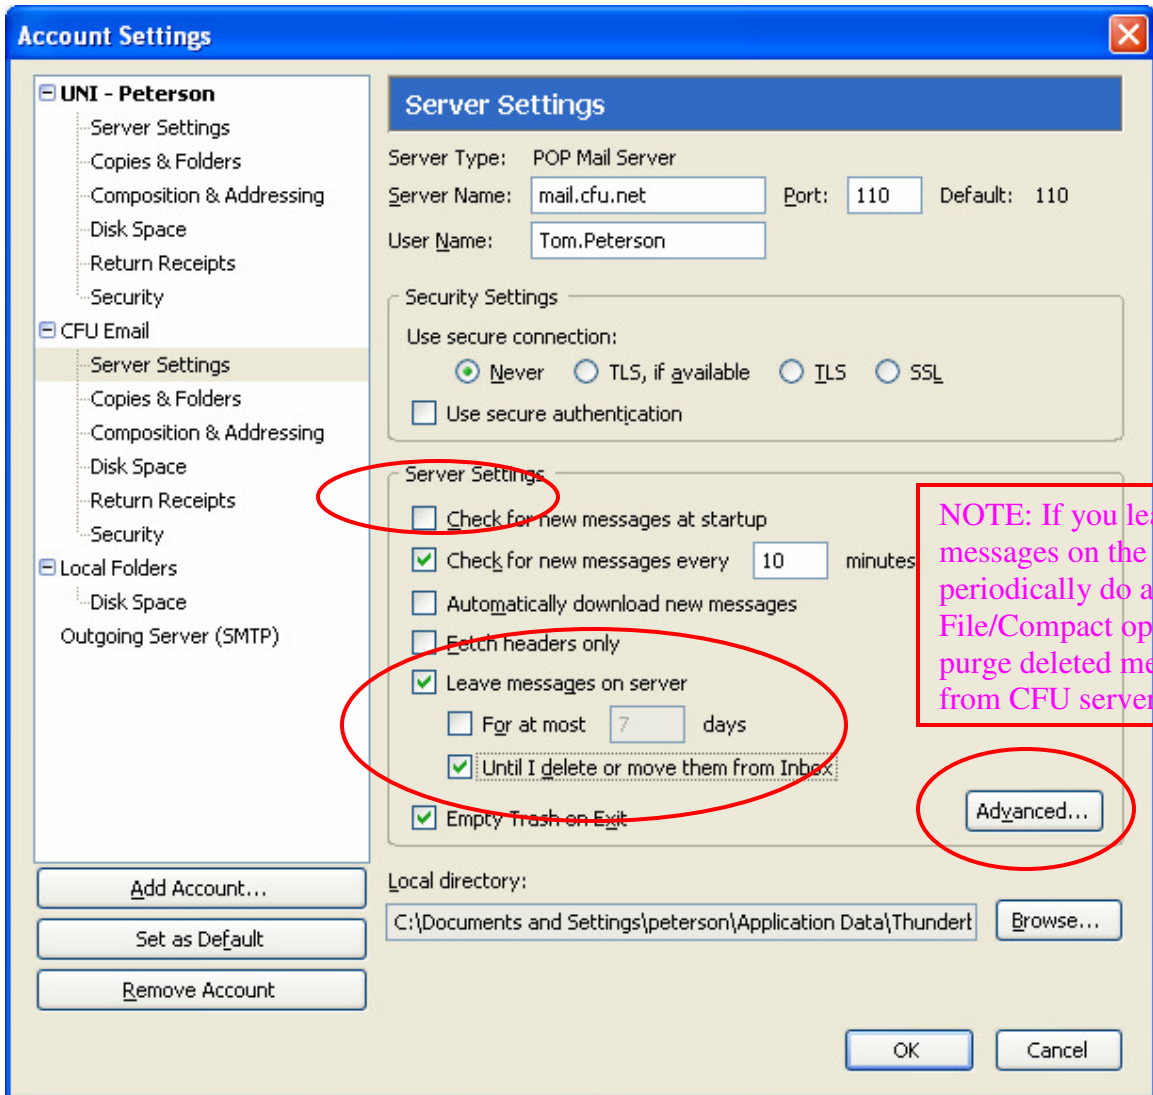 Account Settings
UNI - Peterson
Server Settings
Copies & Folders
Composition & Addressing
Disk Space
Return Receipts
Security
CFU Email
Server Settings
Copies & Folders
Composition & Addressing
Disk Space
Return Receipts
Security
Local Folders
Disk Space
Outgoing Server (SMTP)
Add Account...
Set as Default
Remove Account
Server Settings
Server Type: POP Mail Server
Server Name: mail.cfu.net Port: 110 Default: 110
User Name: Tom.Peterson
Security Settings
Use secure connection:
Never TLS, if available TLS SSL
Use secure authentication
Server Settings
Check for new messages at startup
Check for new messages every 10 minutes
Automatically download new messages
Fetch headers only
Leave messages on server
For at most 7 days
Until I delete or move them from Inbox
Empty Trash on Exit
Advanced...
NOTE: If you
messages on the
periodically do a
File/Compact
purge deleted
from CFU server
Local directory:
C:\Documents and Settings\peterson\Application Data\Thundert Browse...
OK Cancel